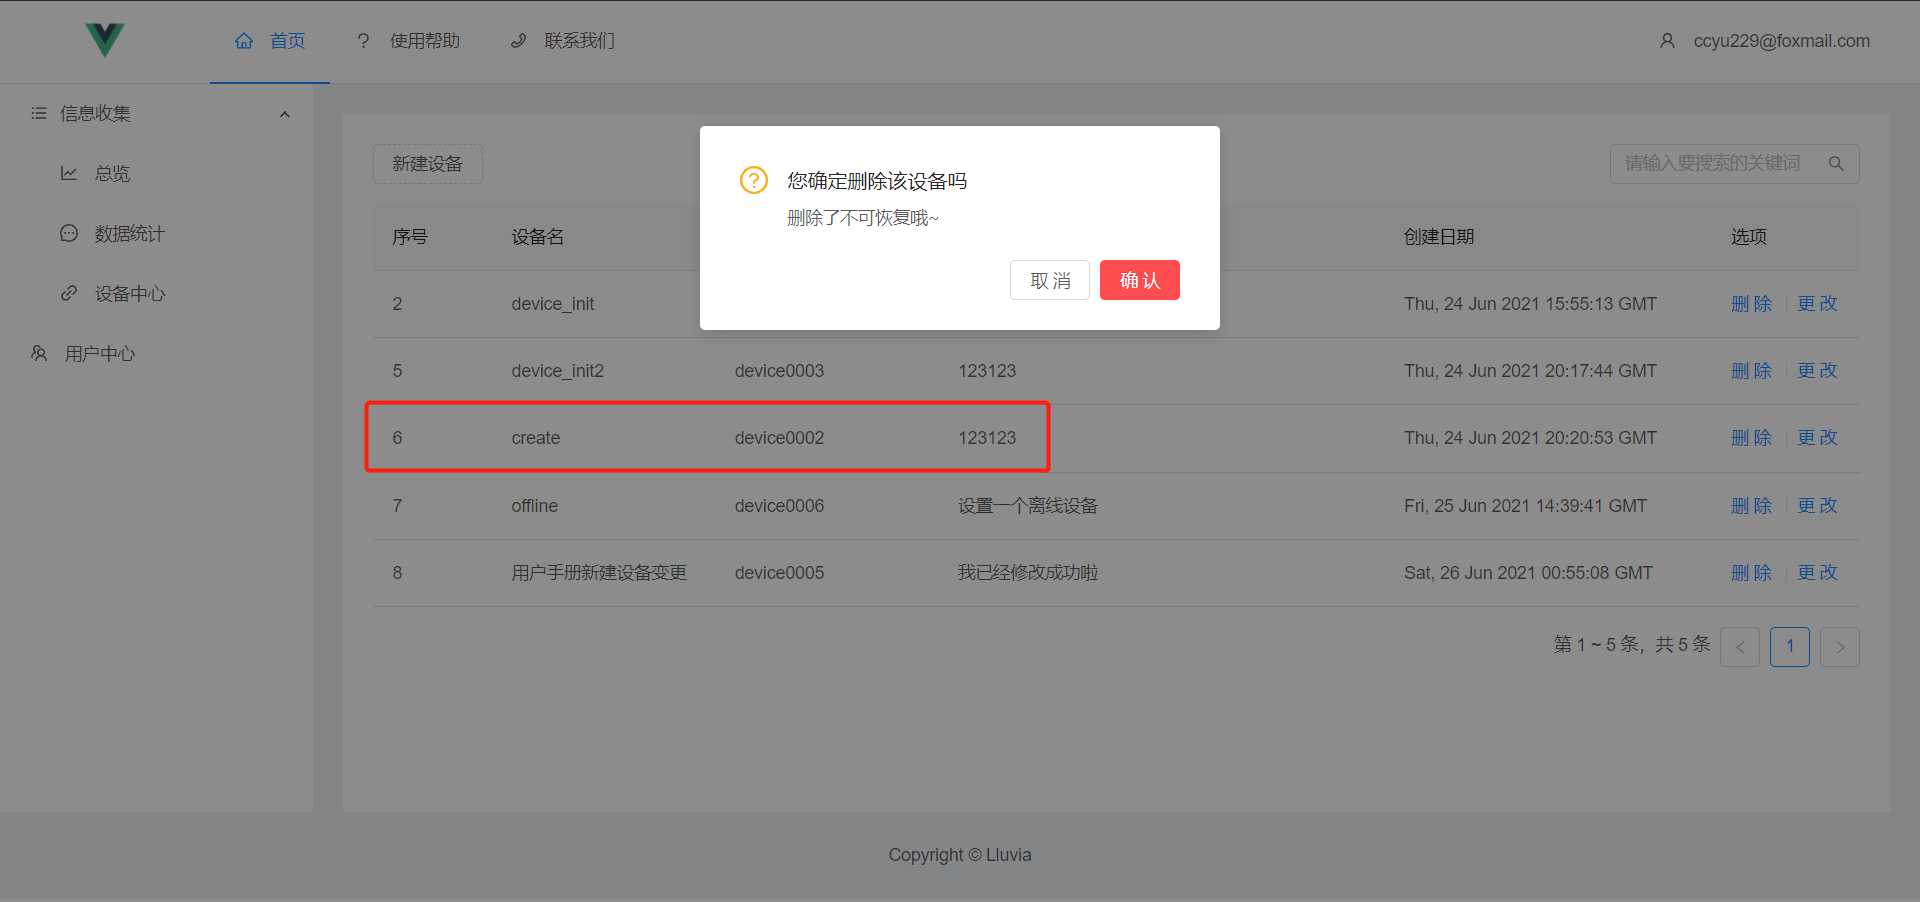 首页 使用帮助 联系我们 ccyu229@foxmail.com
信息收集
总览
数据统计
设备中心
用户中心
新建设备 请输入要搜索的关键词
您确定删除该设备吗
删除了不可恢复哦~
取 消 确 认
序号 设备名 创建日期 选项
2 device_init Thu, 24 Jun 2021 15:55:13 GMT 删 除 更 改
5 device_init2 device0003 123123 Thu, 24 Jun 2021 20:17:44 GMT 删 除 更 改
6 create device0002 123123 Thu, 24 Jun 2021 20:20:53 GMT 删 除 更 改
7 offline device0006 设置一个离线设备 Fri, 25 Jun 2021 14:39:41 GMT 删 除 更 改
8 用户手册新建设备变更 device0005 我已经修改成功啦 Sat, 26 Jun 2021 00:55:08 GMT 删 除 更 改
第 1 ~ 5 条，共 5 条 < 1 >
Copyright © Lluvia